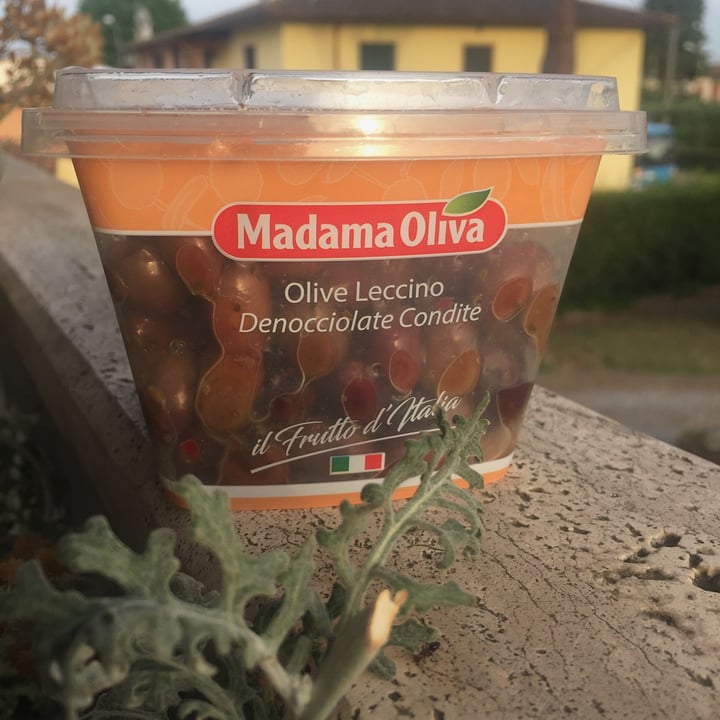 Madama Oliva
Olive Leccino
Denocciolate Condite
il Frutto d'Italia